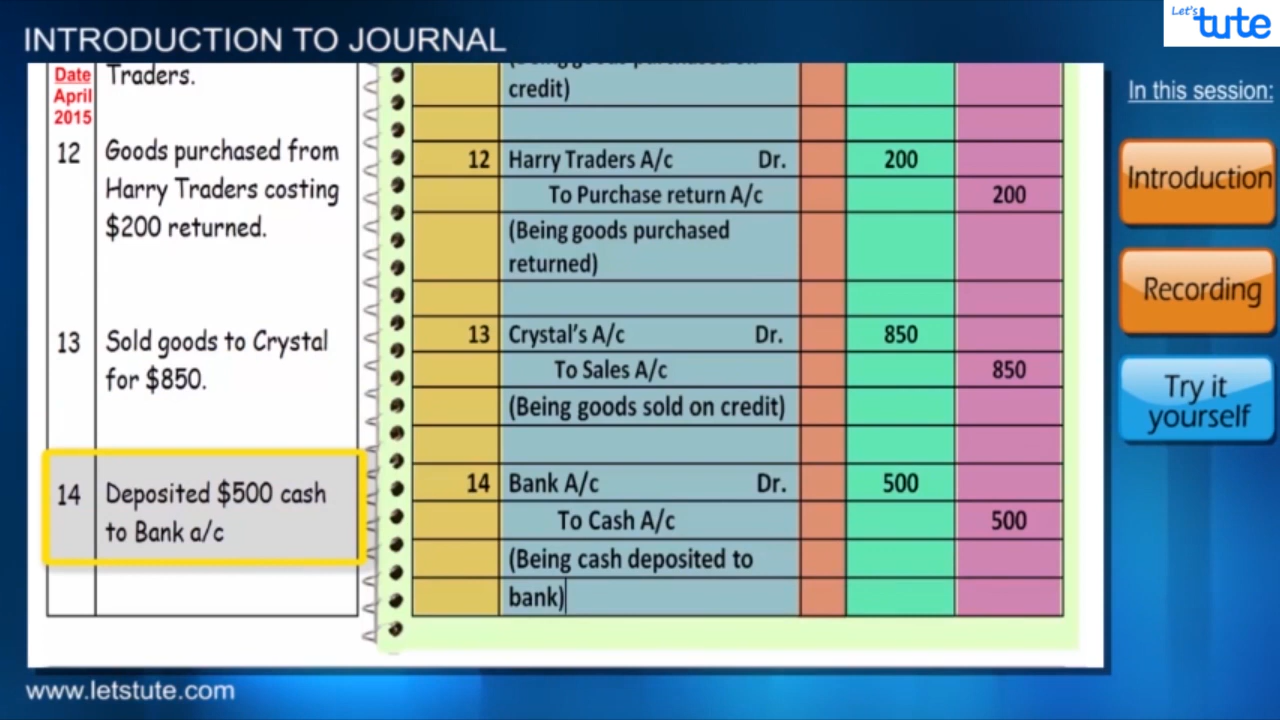 INTRODUCTION TO JOURNAL
Let's
tute
Date
April
2015
Traders.
12
Goods purchased from
Harry Traders costing
$200 returned.
13
Sold goods to Crystal
for $850.
14
Deposited $500 cash
to Bank a/c
credit)
12 Harry Traders A/c Dr. 200
To Purchase return A/c 200
(Being goods purchased
returned)
13 Crystal's A/c Dr. 850
To Sales A/c 850
(Being goods sold on credit)
14 Bank A/c Dr. 500
To Cash A/c 500
(Being cash deposited to
bank)
In this session:
Introduction
Recording
Try it
yourself
www.letstute.com